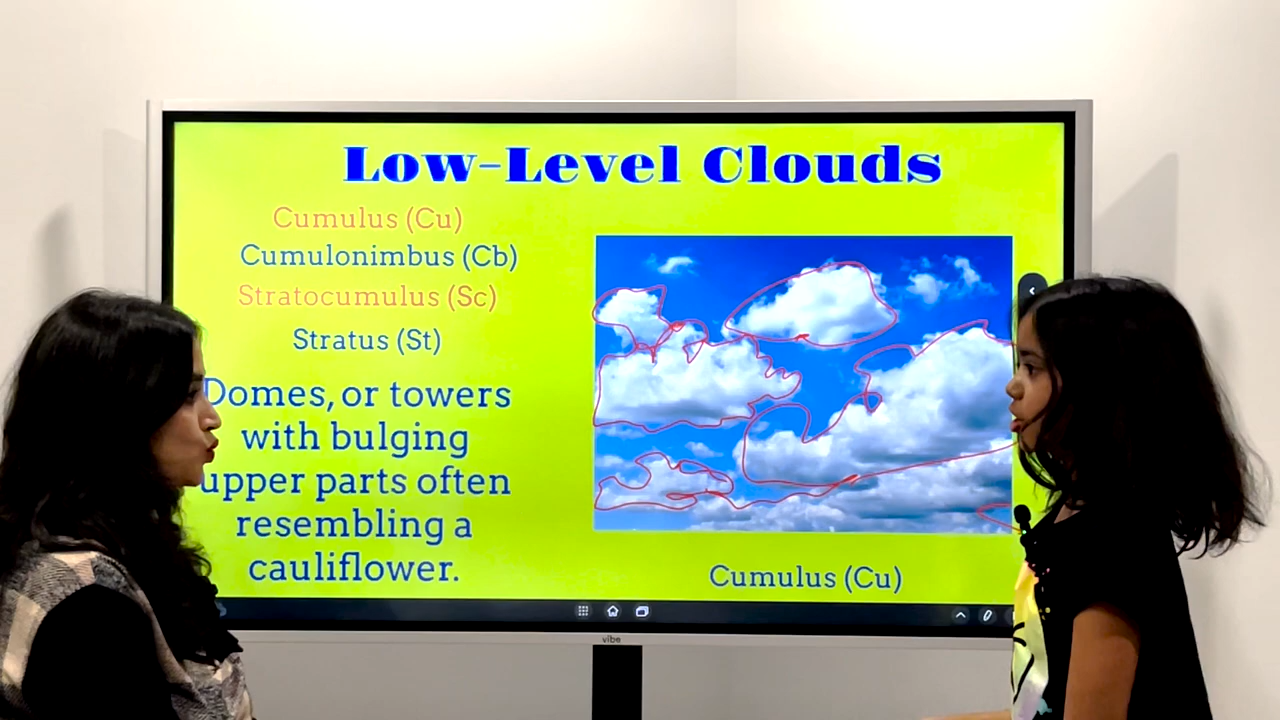 Low-Level Clouds
Cumulus (Cu)
Cumulonimbus (Cb)
Stratocumulus (Sc)
Stratus (St)
Domes, or towers
with bulging
upper parts often
resembling a
cauliflower.
Cumulus (Cu)
vibe